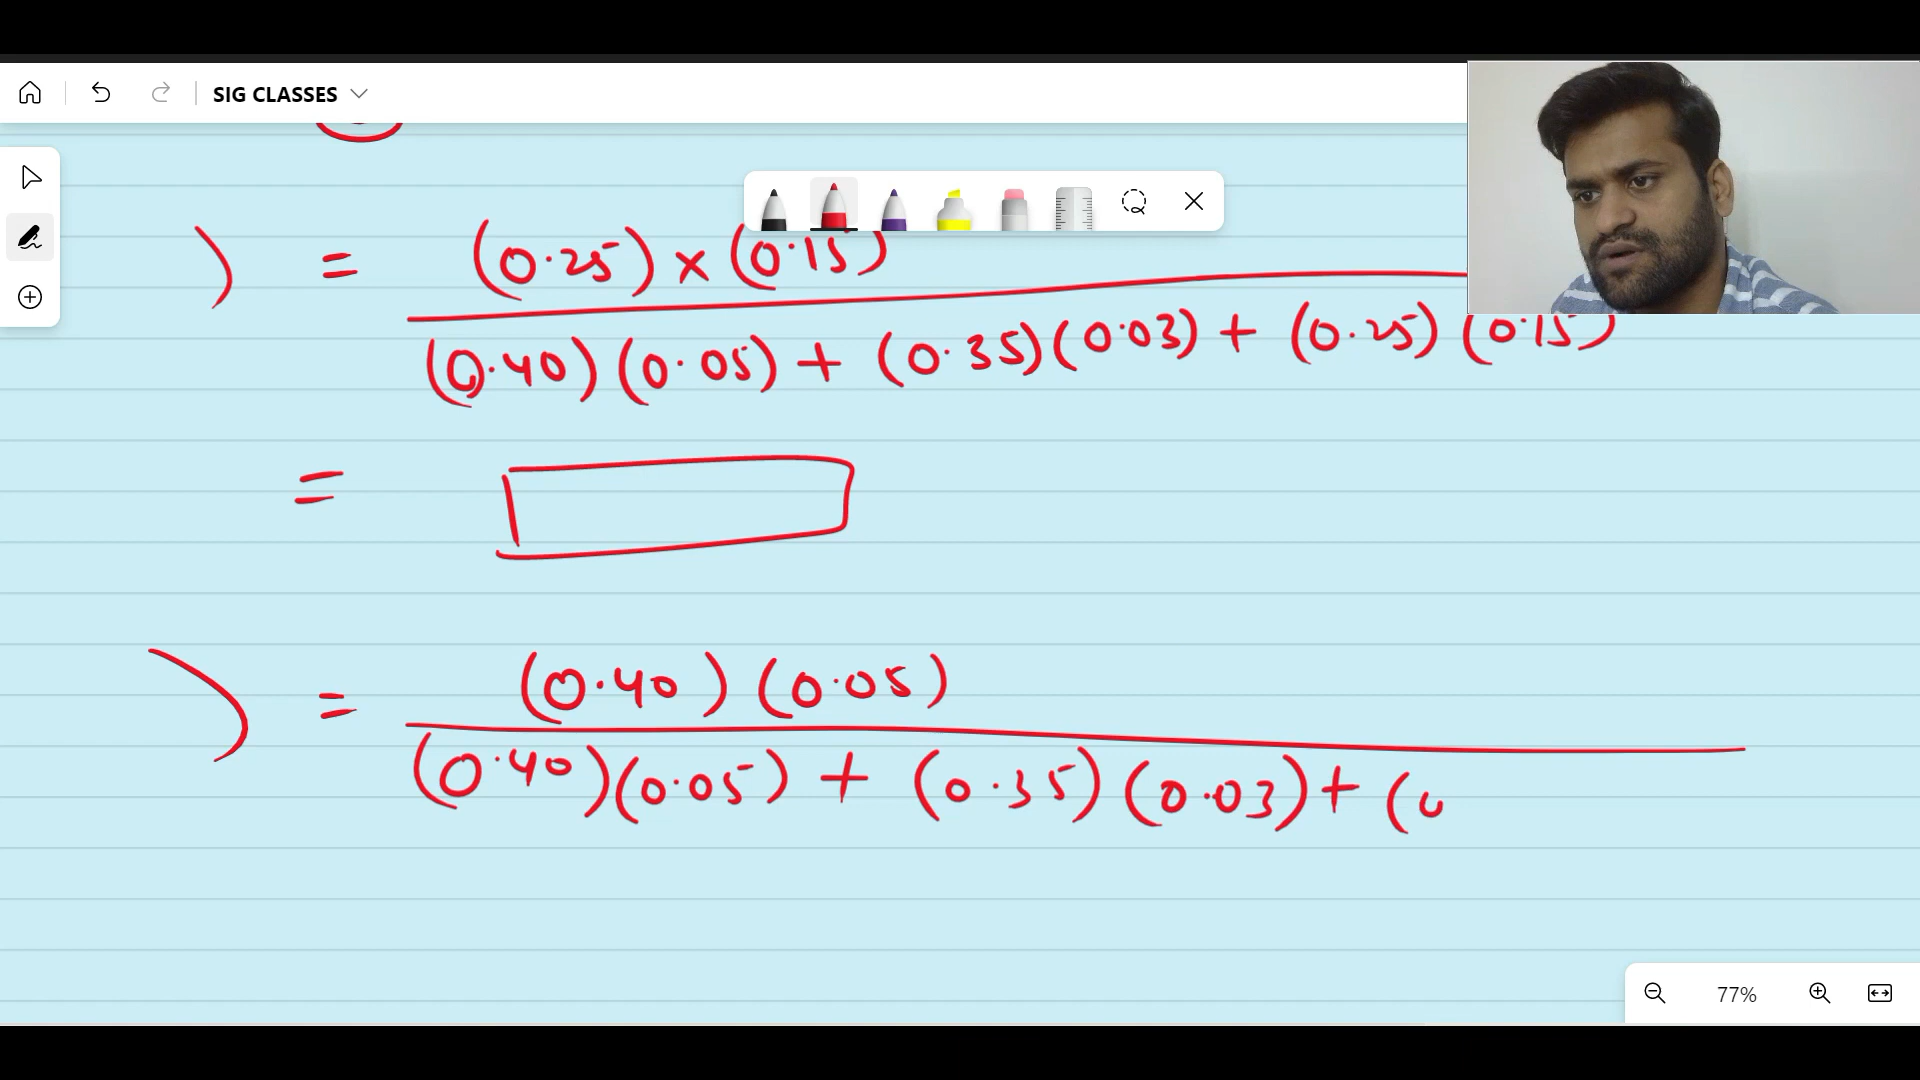 SIG CLASSES
) = (0.25) × (0.15)
(0.40) (0.05) + (0.35) (0.03) + (0.25) (0.15)
=
) = (0.40) (0.05)
(0.40) (0.05) + (0.35) (0.03) + (0
77%